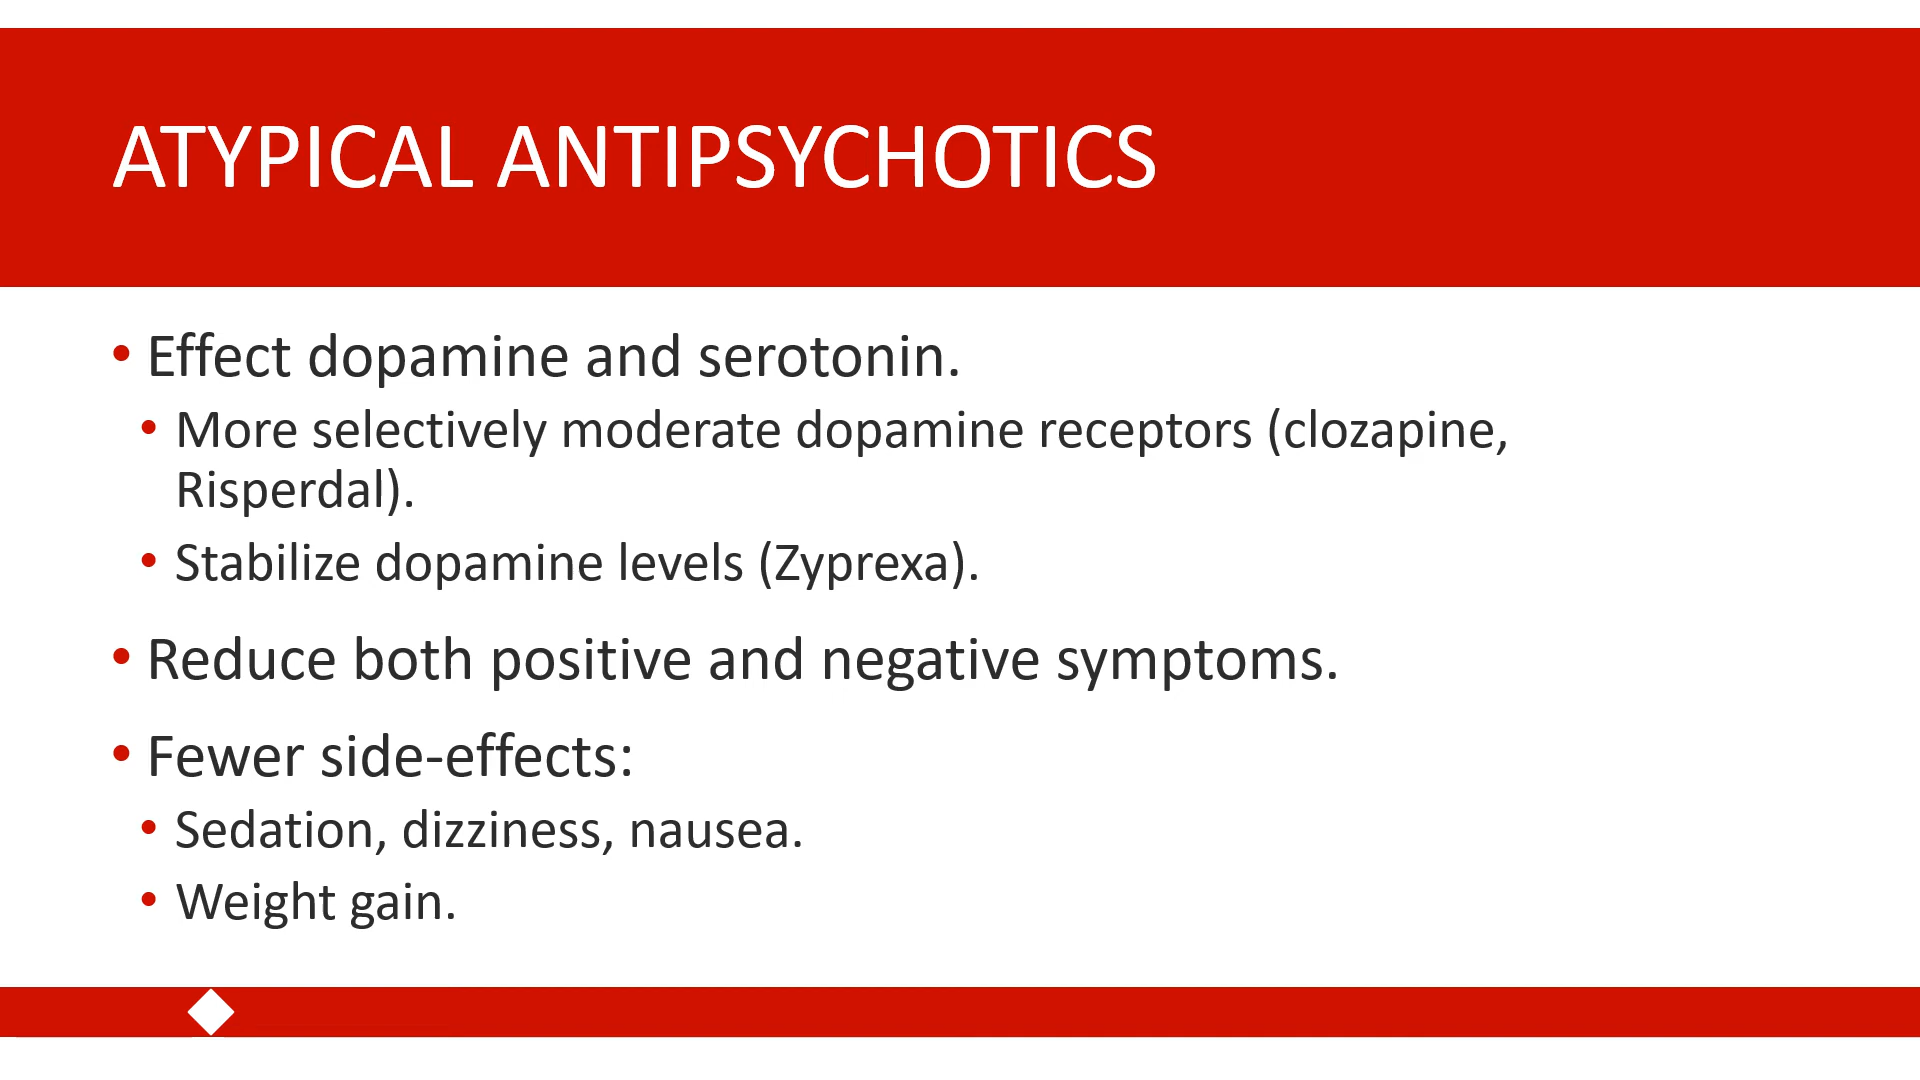 ATYPICAL ANTIPSYCHOTICS
• Effect dopamine and serotonin.
• More selectively moderate dopamine receptors (clozapine,
Risperdal).
• Stabilize dopamine levels (Zyprexa).
• Reduce both positive and negative symptoms.
• Fewer side-effects:
• Sedation, dizziness, nausea.
• Weight gain.